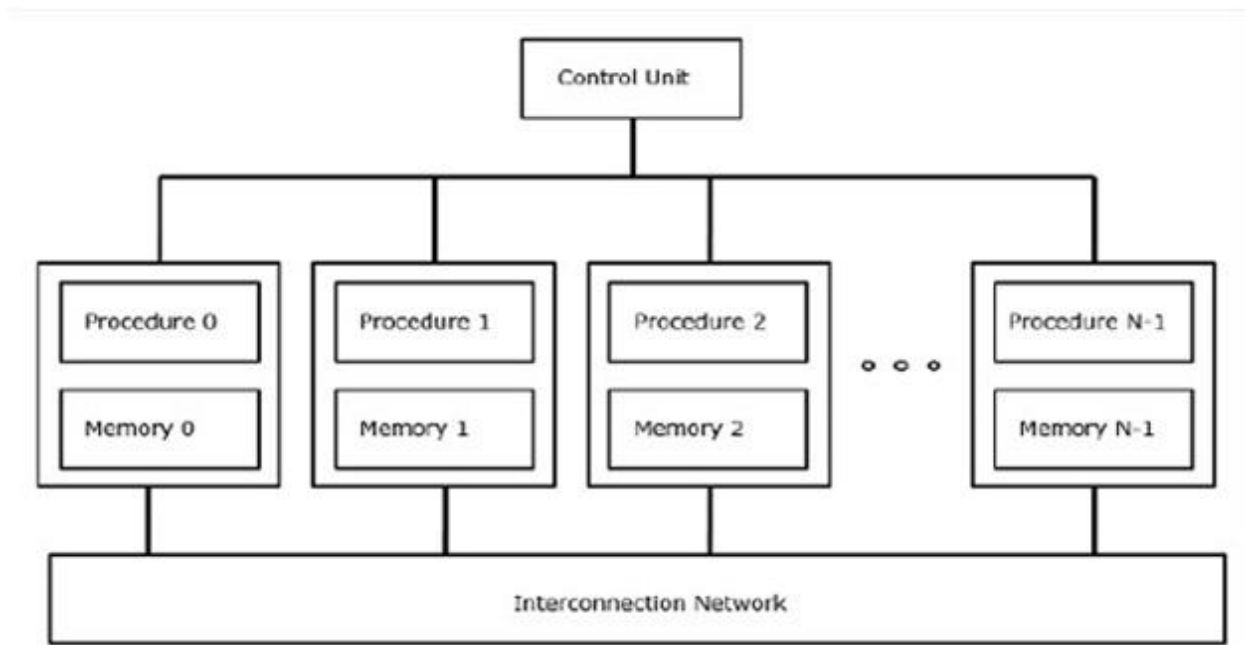 Control Unit
Procedure 0
Procedure 1
Procedure 2
Procedure N-1
Memory 0
Memory 1
Memory 2
Memory N-1
Interconnection Network